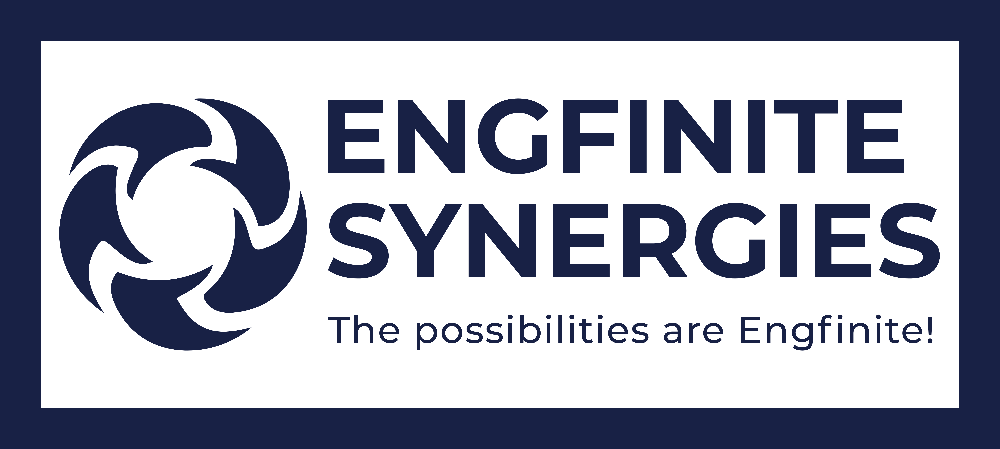 ENGFINITE
SYNERGIES
The possibilities are Engfinite!